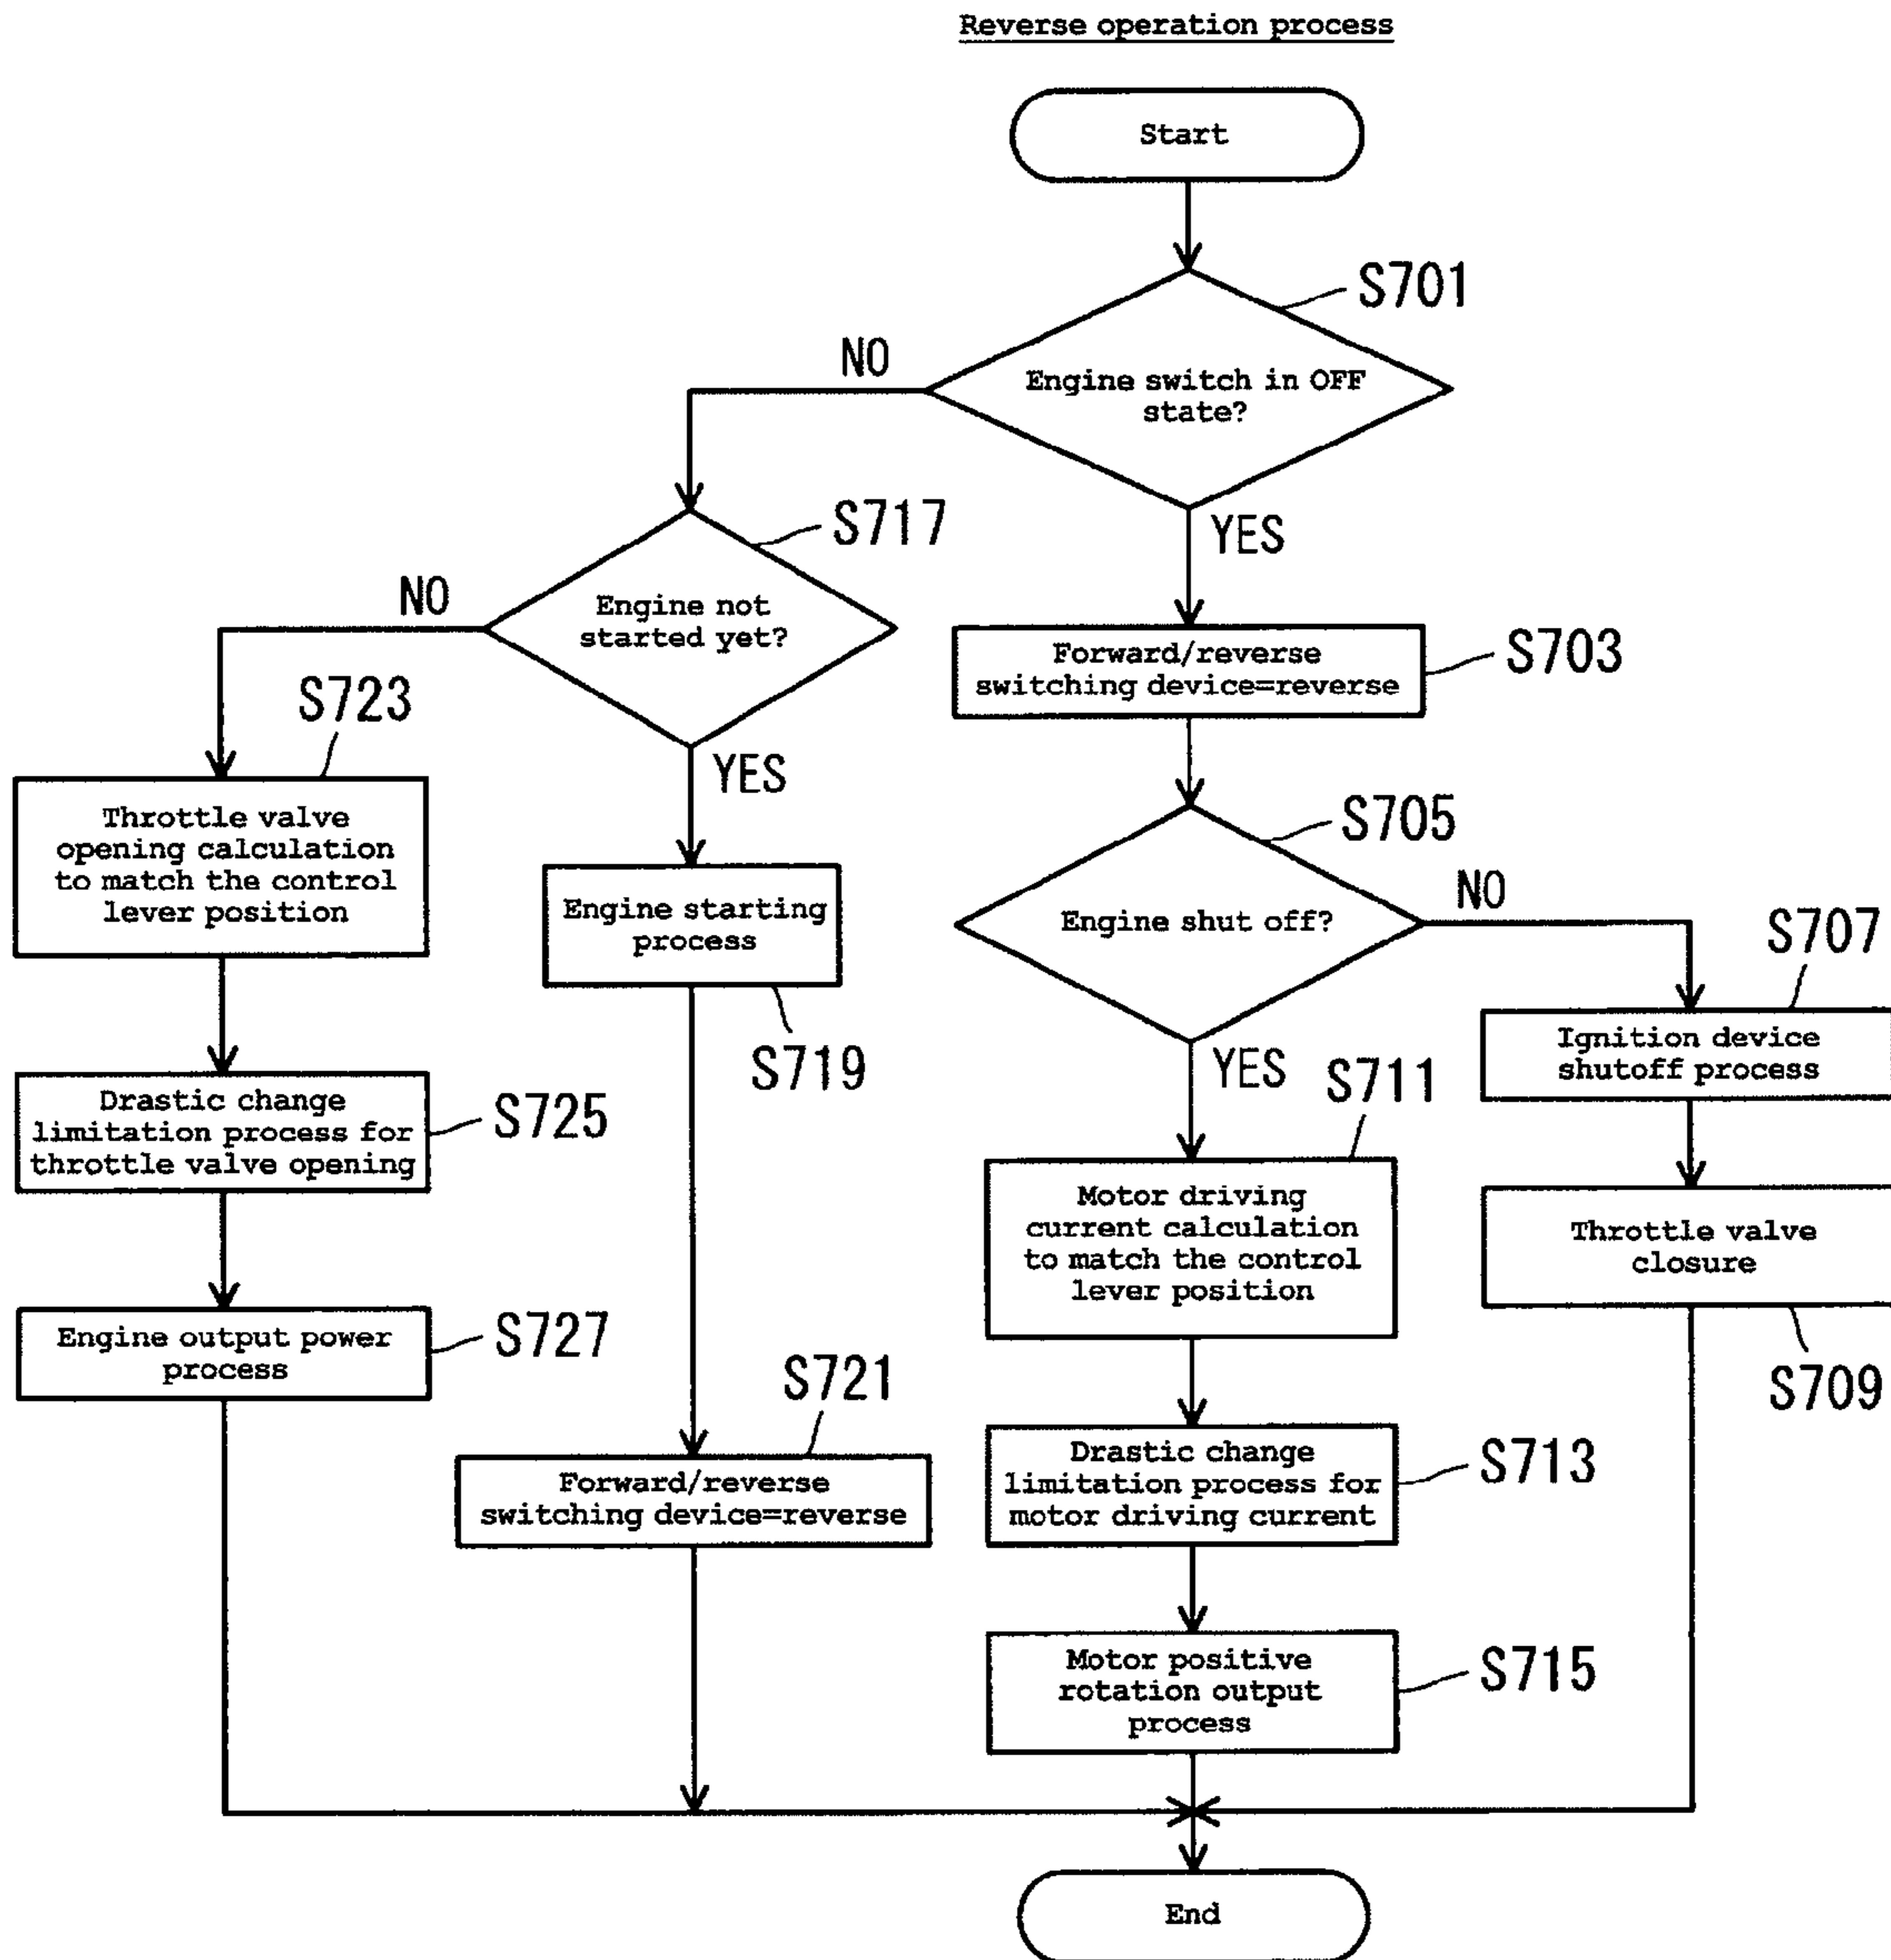 Reverse operation process
Start
S701
NO
Engine switch in OFF
state?
YES
S717
NO
Engine not
started yet?
YES
Forward/reverse
switching device=reverse
S703
S723
Throttle valve
opening calculation
to match the control
lever position
Engine starting
process
S719
S705
Engine shut off?
NO
YES
S707
Ignition device
shutoff process
S711
Motor driving
current calculation
to match the control
lever position
Throttle valve
closure
S709
Drastic change
limitation process for
throttle valve opening
S725
Engine output power
process
S727
S721
Forward/reverse
switching device=reverse
Drastic change
limitation process for
motor driving current
S713
Motor positive
rotation output
process
S715
End